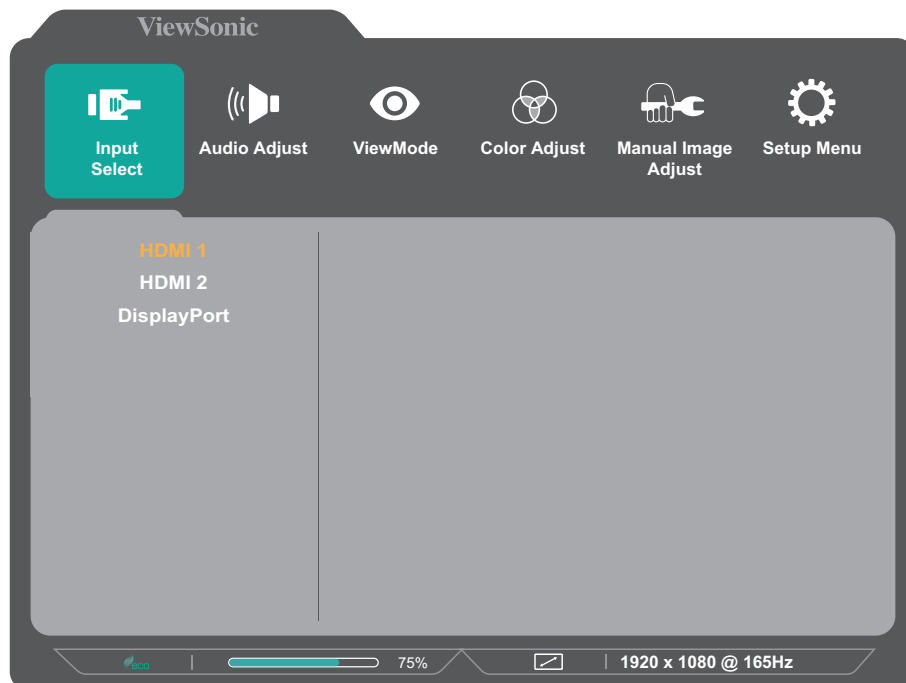 ViewSonic
Input Select
Audio Adjust
ViewMode
Color Adjust
Manual Image Adjust
Setup Menu
HDMI 1
HDMI 2
DisplayPort
ECO
75%
1920 x 1080 @ 165Hz